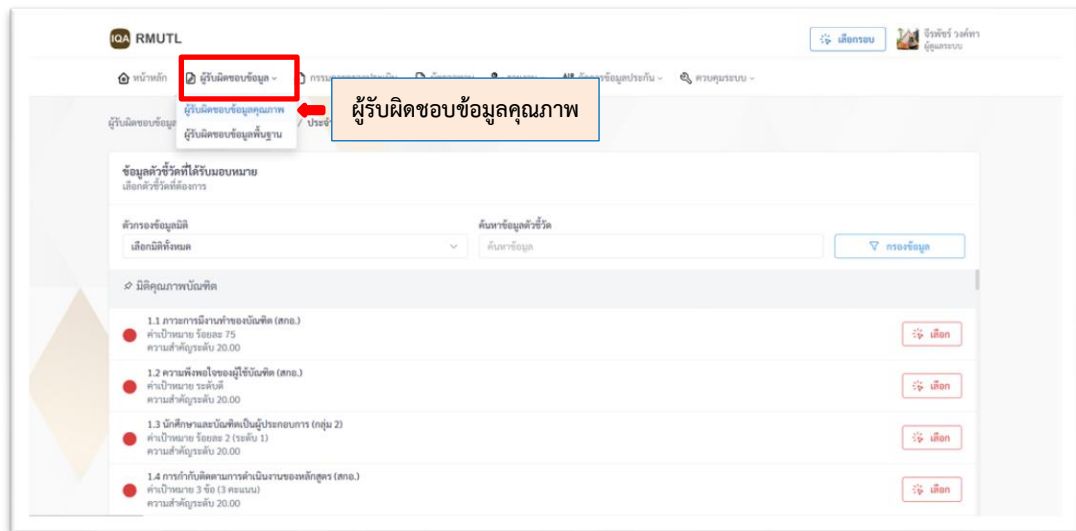 IQA RMUTL
เลือกรอบ
จิรพัชร์ วงค์ทา
ผู้ดูแลระบบ
หน้าหลัก ผู้รับผิดชอบข้อมูล ควบคุมระบบ
ผู้รับผิดชอบข้อมูลคุณภาพ
ผู้รับผิดชอบข้อมูลคุณภาพ
ผู้รับผิดชอบข้อมูลพื้นฐาน
ข้อมูลตัวชี้วัดที่ได้รับมอบหมาย
เลือกตัวชี้วัดที่ต้องการ
ตัวกรองข้อมูลมิติ ค้นหาข้อมูลตัวชี้วัด
เลือกมิติทั้งหมด ค้นหาข้อมูล กรองข้อมูล
มิติคุณภาพบัณฑิต
1.1 ภาวะการมีงานทำของบัณฑิต (สกอ.)
ค่าเป้าหมาย ร้อยละ 75
ความสำคัญระดับ 20.00
เลือก
1.2 ความพึงพอใจของผู้ใช้บัณฑิต (สกอ.)
ค่าเป้าหมาย ระดับดี
ความสำคัญระดับ 20.00
เลือก
1.3 นักศึกษาและบัณฑิตเป็นผู้ประกอบการ (กลุ่ม 2)
ค่าเป้าหมาย ร้อยละ 2 (ระดับ 1)
ความสำคัญระดับ 20.00
เลือก
1.4 การกำกับติดตามการดำเนินงานของหลักสูตร (สกอ.)
ค่าเป้าหมาย 3 ข้อ (3 คะแนน)
ความสำคัญระดับ 20.00
เลือก